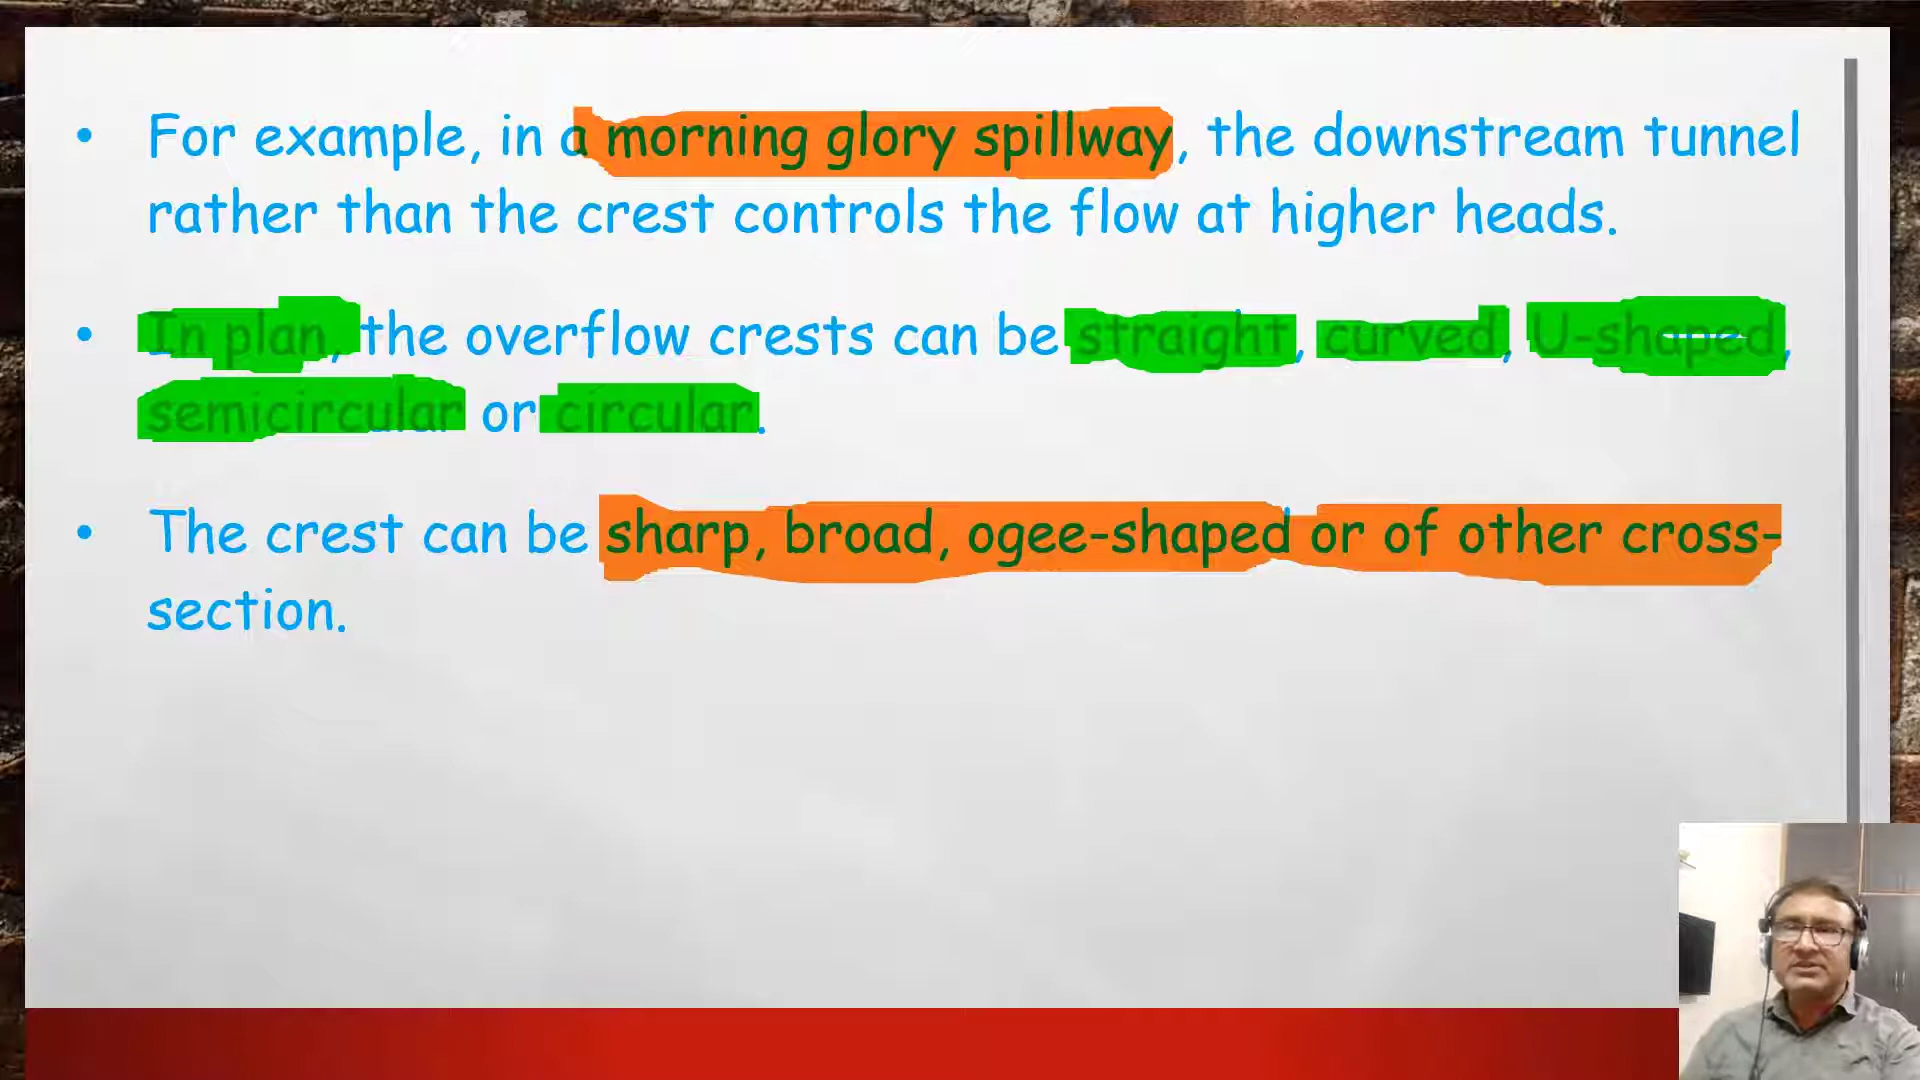 • For example, in a morning glory spillway, the downstream tunnel
rather than the crest controls the flow at higher heads.
• In plan, the overflow crests can be straight, curved, U-shaped,
semicircular or circular.
• The crest can be sharp, broad, ogee-shaped or of other cross-
section.